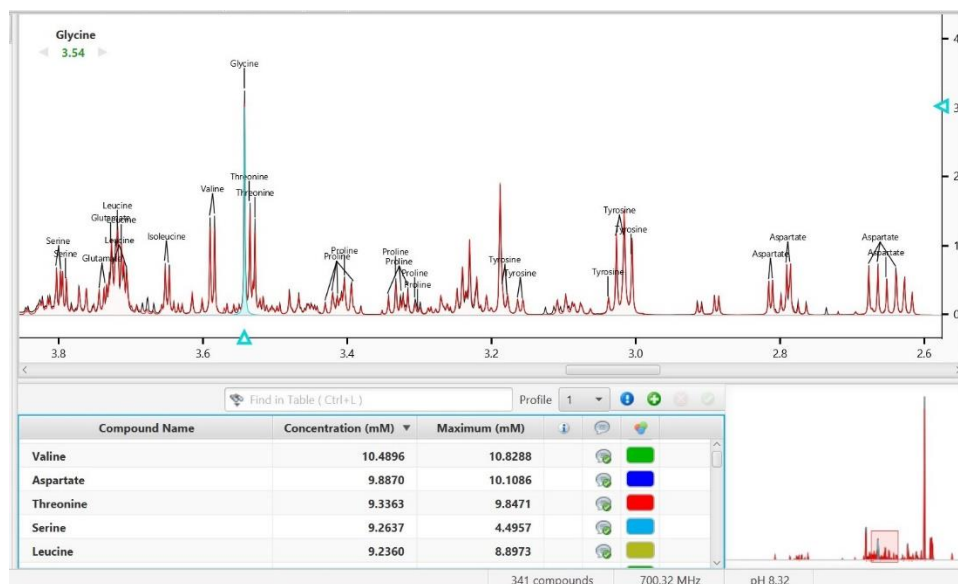 Glycine
3.54
4
3
2
1
0
Glycine
Threonine
Threonine
Valine
Leucine
Glutamate
Leucine
Leucine
Glutamate
Isoleucine
Serine
Serine
Proline
Proline
Proline
Proline
Proline
Proline
Tyrosine
Tyrosine
Tyrosine
Tyrosine
Tyrosine
Aspartate
Aspartate
Aspartate
Aspartate
3.8 3.6 3.4 3.2 3.0 2.8 2.6
Find in Table ( Ctrl+L ) Profile 1
Compound Name Concentration (mM) ▼ Maximum (mM)
Valine 10.4896 10.8288
Aspartate 9.8870 10.1086
Threonine 9.3363 9.8471
Serine 9.2637 4.4957
Leucine 9.2360 8.8973
341 compounds 700.32 MHz pH 8.32